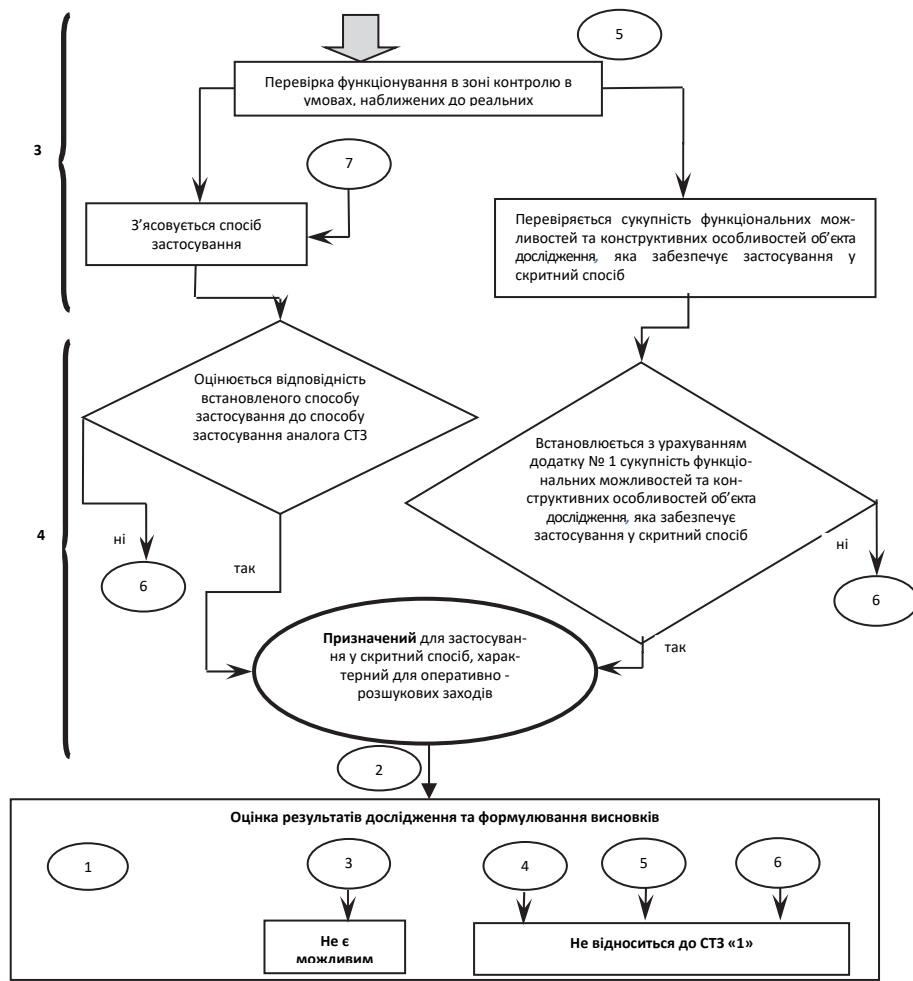 5
Перевірка функціонування в зоні контролю в
умовах, наближених до реальних
3
7
З’ясовується спосіб
застосування
Перевіряється сукупність функціональних мож-
ливостей та конструктивних особливостей об’єкта
дослідження, яка забезпечує застосування у
скритний спосіб
Оцінюється відповідність
встановленого способу
застосування до способу
застосування аналога СТЗ
Встановлюється з урахуванням
додатку № 1 сукупність функціо-
нальних можливостей та кон-
структивних особливостей об’єкта
дослідження, яка забезпечує
застосування у скритний спосіб
4
ні
так
ні
6
6
Призначений для застосуван-
ня у скритний спосіб, харак-
терний для оперативно -
розшукових заходів
так
2
Оцінка результатів дослідження та формулювання висновків
1
3
4
5
6
Не є
можливим
Не відноситься до СТЗ «1»